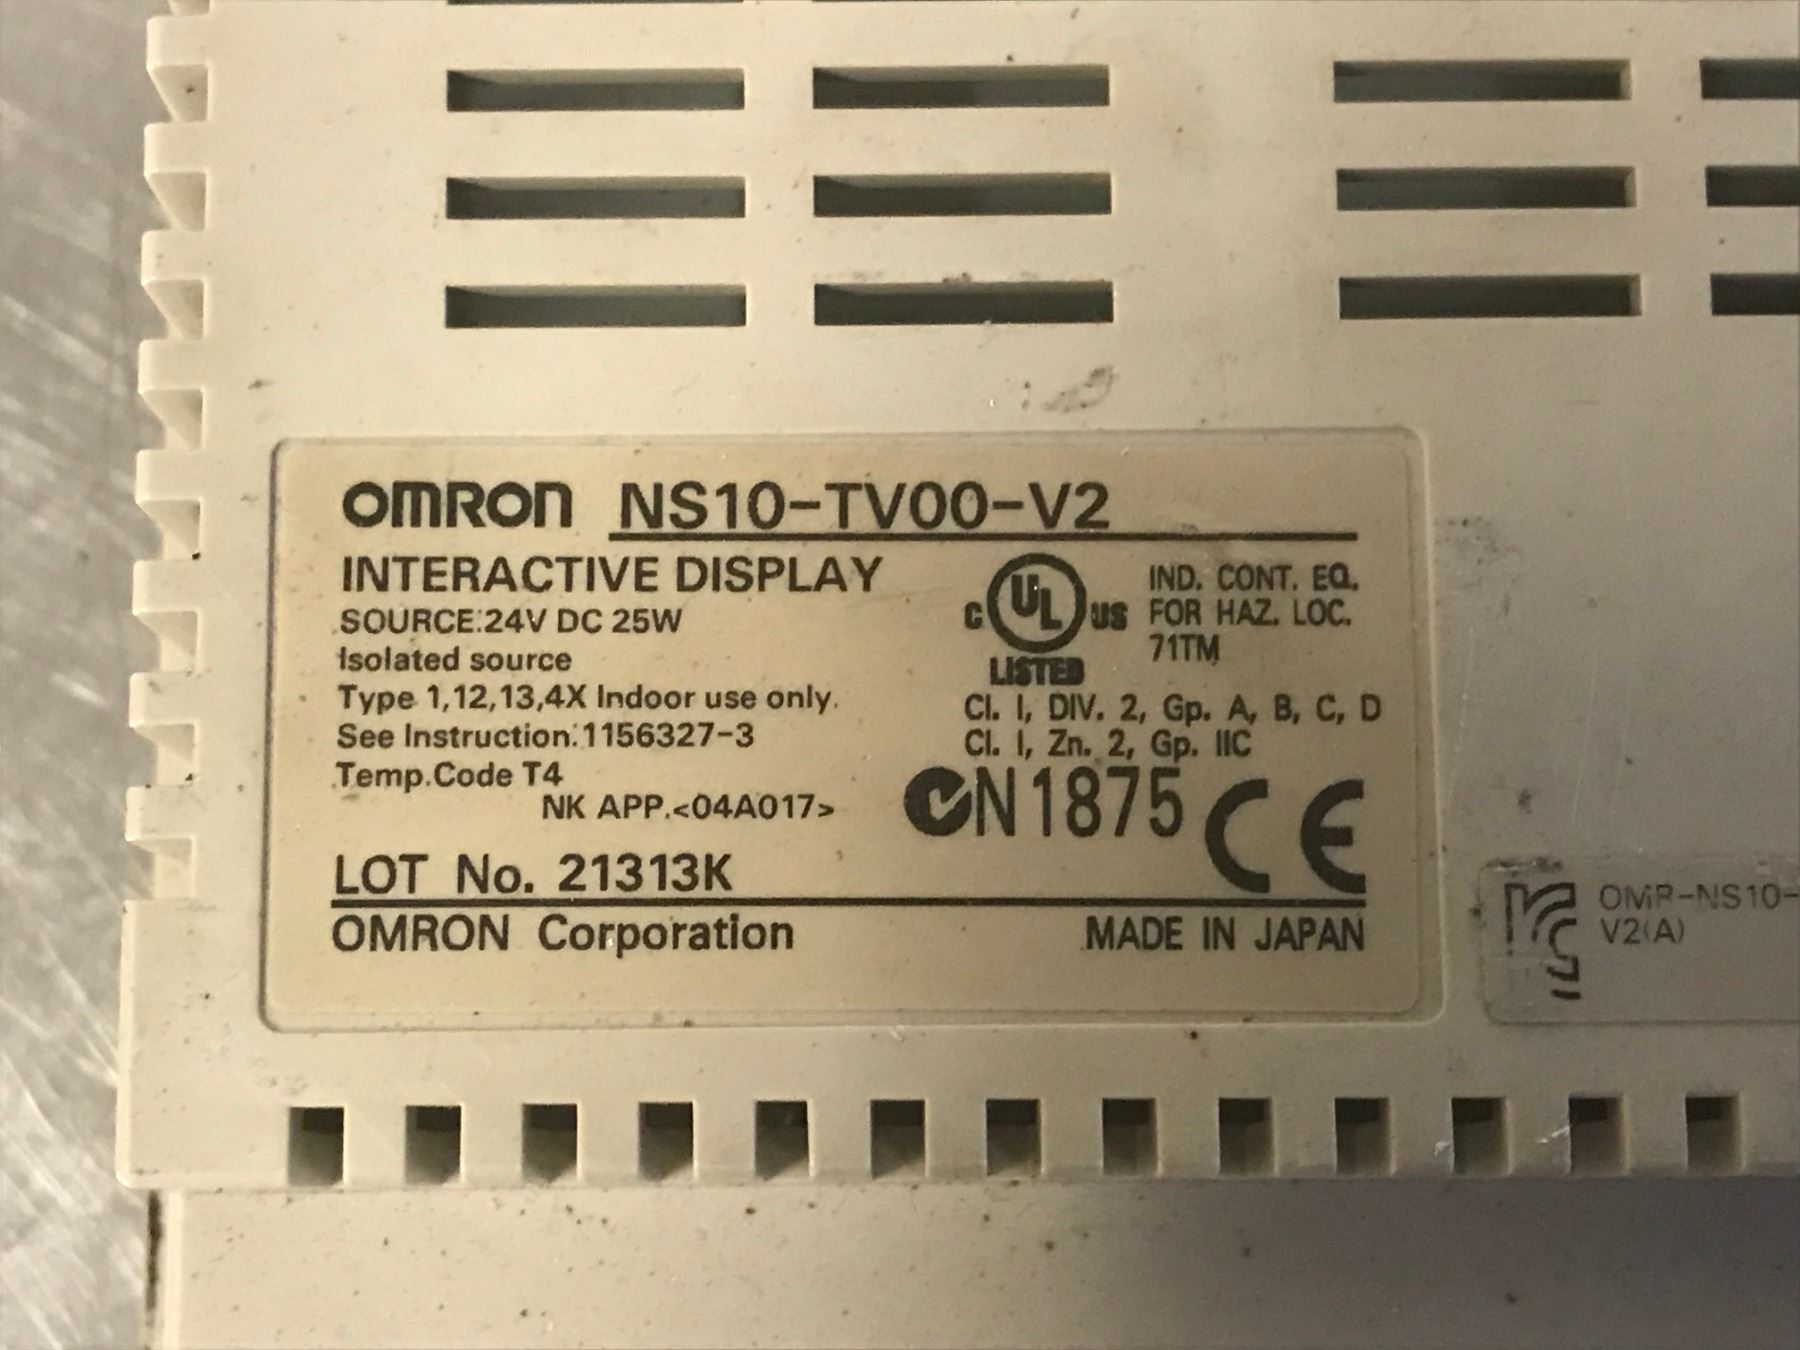 OMRON NS10-TV00-V2
INTERACTIVE DISPLAY
SOURCE:24V DC 25W
Isolated source
Type 1,12,13,4X Indoor use only.
See Instruction:1156327-3
Temp.Code T4
NK APP.<04A017>
C UL US
LISTED
IND. CONT. EQ.
FOR HAZ. LOC.
71TM
Cl. I, DIV. 2, Gp. A, B, C, D
Cl. I, Zn. 2, Gp. IIC
N1875 CE
LOT No. 21313K
OMRON Corporation
MADE IN JAPAN
OMR-NS10-
V2(A)